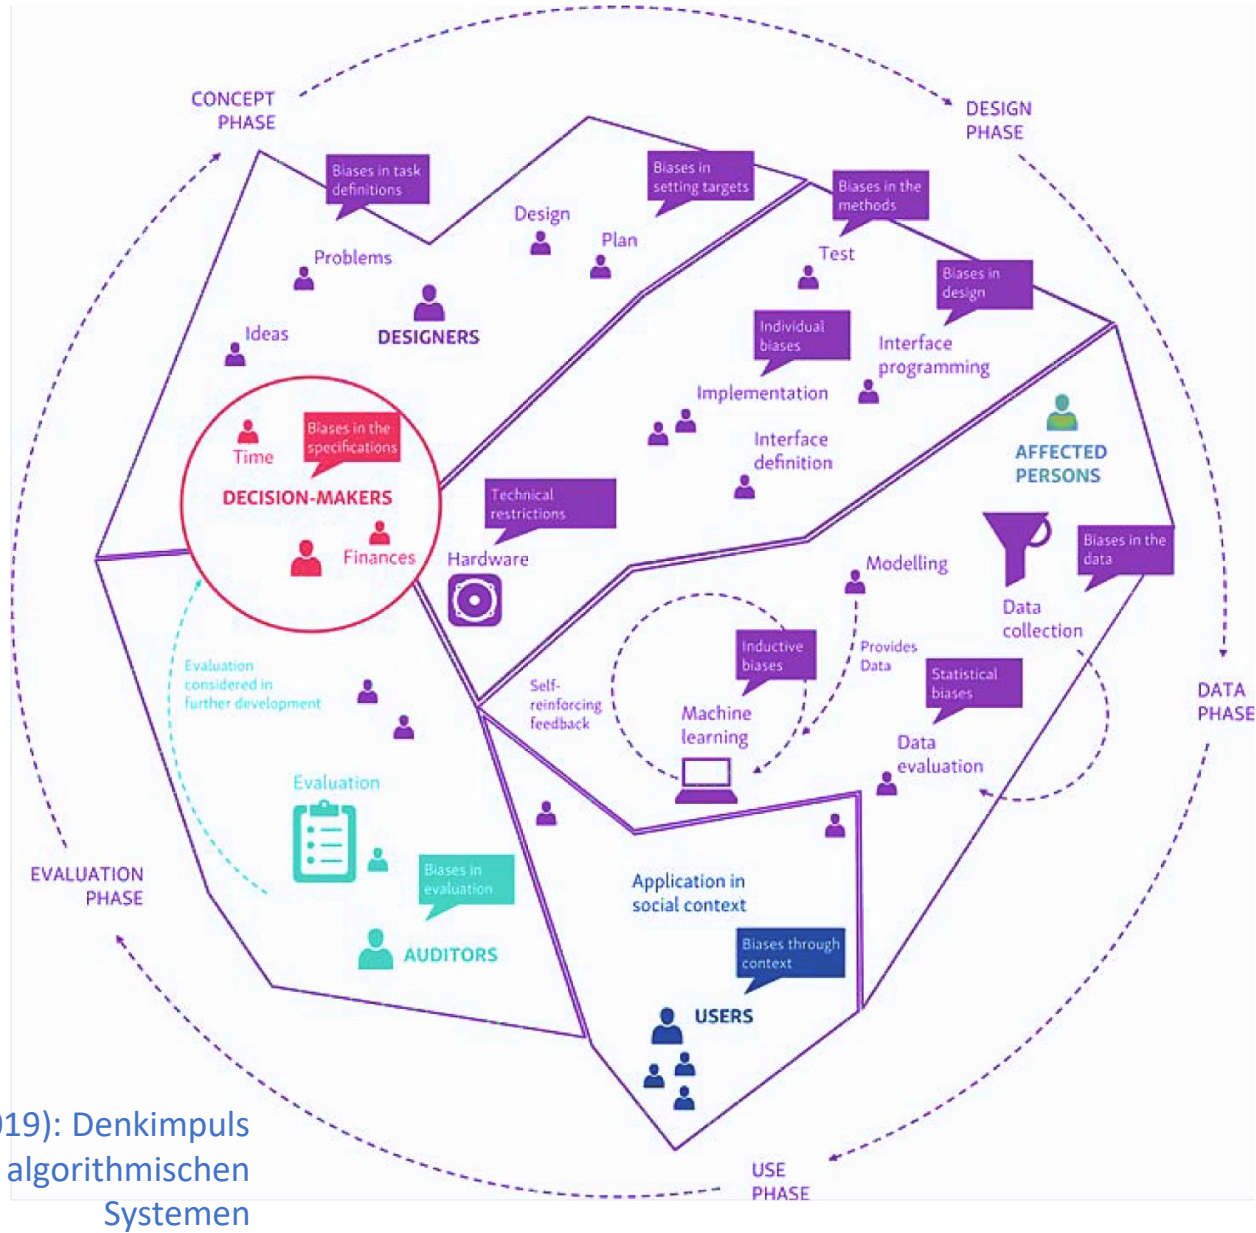 CONCEPT
PHASE
DESIGN
PHASE
Biases in task
definitions
Biases in
setting targets
Biases in the
methods
Design
Plan
Problems
Test
Biases in
design
Ideas
DESIGNERS
Individual
biases
Interface
programming
Implementation
Interface
definition
AFFECTED
PERSONS
Biases in the
specifications
Time
DECISION-MAKERS
Finances
Technical
restrictions
Hardware
Modelling
Biases in the
data
Data
collection
Evaluation
considered in
further development
Self-
reinforcing
feedback
Inductive
biases
Provides
Data
Statistical
biases
Machine
learning
Data
evaluation
DATA
PHASE
Evaluation
EVALUATION
PHASE
Biases in
evaluation
AUDITORS
Application in
social context
Biases through
context
USERS
USE
PHASE
19): Denkimpuls
algorithmischen
Systemen